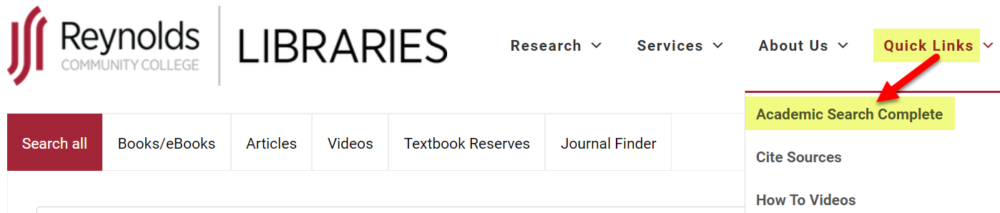 Reynolds
COMMUNITY COLLEGE
LIBRARIES
Research
Services
About Us
Quick Links
Academic Search Complete
Cite Sources
How To Videos
Search all
Books/eBooks
Articles
Videos
Textbook Reserves
Journal Finder